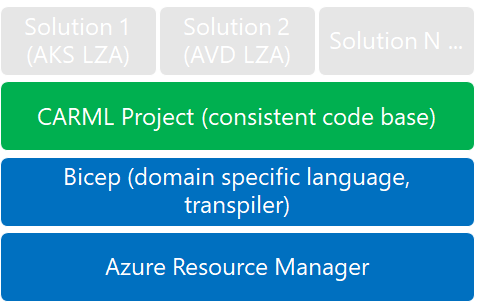 Solution 1
(AKS LZA)
Solution 2
(AVD LZA)
Solution N ...
CARML Project (consistent code base)
Bicep (domain specific language,
transpiler)
Azure Resource Manager